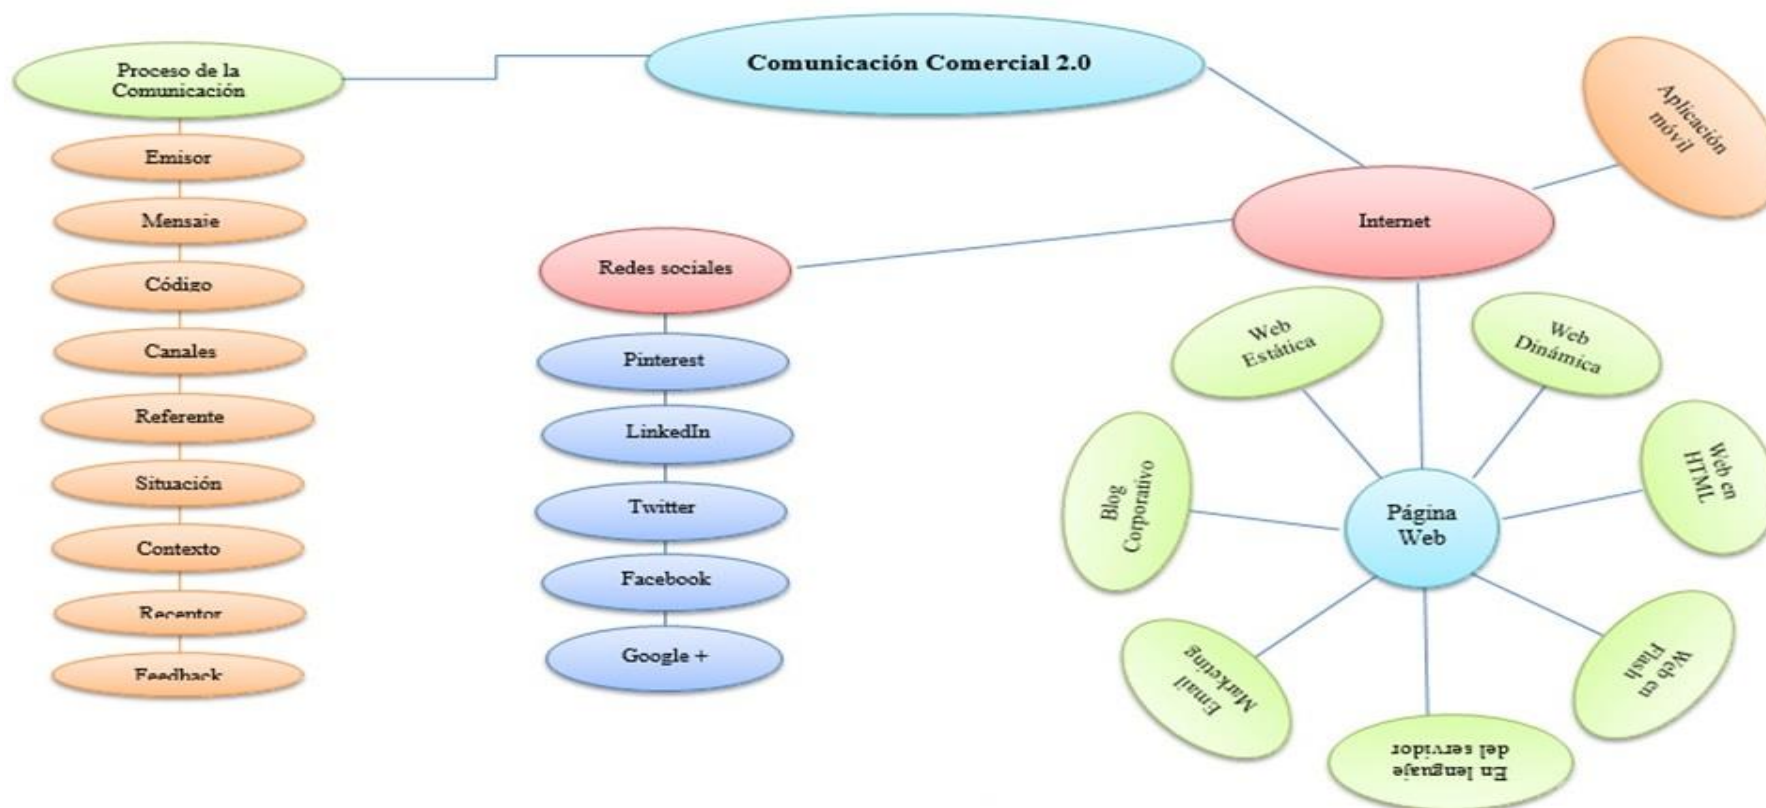 Comunicación Comercial 2.0
Proceso de la
Comunicación
Emisor
Mensaje
Código
Canales
Referente
Situación
Contexto
Receptor
Feedback
Redes sociales
Pinterest
LinkedIn
Twitter
Facebook
Google +
Internet
Aplicación
móvil
Página
Web
Web
Estática
Web
Dinámica
Web en
HTML
Web en
Flash
En lenguaje
del servidor
Email
Marketing
Blog
Corporativo